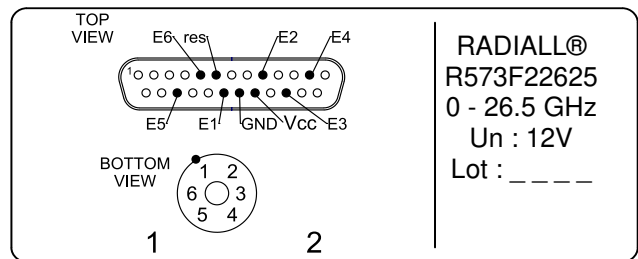 TOP
VIEW
E6 res E2 E4
1
E5 E1 GND Vcc E3
BOTTOM
VIEW
1 2
6 3
5 4
1 2
RADIALL®
R573F22625
0 - 26.5 GHz
Un : 12V
Lot : _ _ _ _